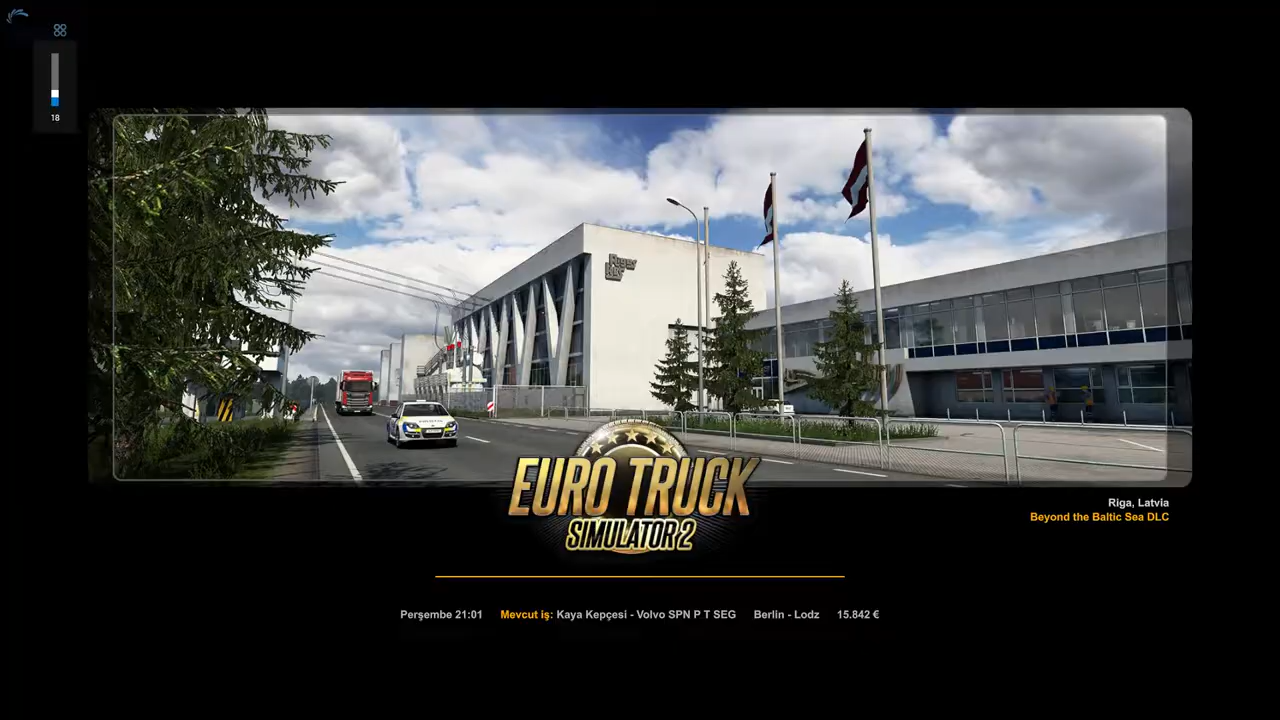 18
EURO TRUCK
SIMULATOR 2
Riga, Latvia
Beyond the Baltic Sea DLC
Perşembe 21:01 Mevcut iş: Kaya Kepçesi - Volvo SPN P T SEG Berlin - Lodz 15.842 €